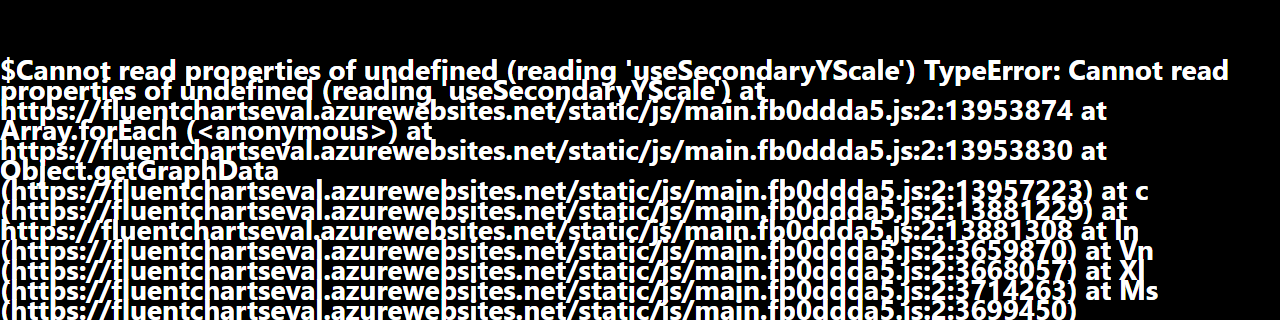 $Cannot read properties of undefined (reading 'useSecondaryYScale') TypeError: Cannot read
properties of undefined (reading 'useSecondaryYScale') at
https://fluentchartseval.azurewebsites.net/static/js/main.fb0ddda5.js:2:13953874 at
Array.forEach (<anonymous>) at
https://fluentchartseval.azurewebsites.net/static/js/main.fb0ddda5.js:2:13953830 at
Object.getGraphData
(https://fluentchartseval.azurewebsites.net/static/js/main.fb0ddda5.js:2:13957223) at c
(https://fluentchartseval.azurewebsites.net/static/js/main.fb0ddda5.js:2:13881229) at
https://fluentchartseval.azurewebsites.net/static/js/main.fb0ddda5.js:2:13881308 at In
(https://fluentchartseval.azurewebsites.net/static/js/main.fb0ddda5.js:2:3659870) at Vn
(https://fluentchartseval.azurewebsites.net/static/js/main.fb0ddda5.js:2:3668057) at Xl
(https://fluentchartseval.azurewebsites.net/static/js/main.fb0ddda5.js:2:3714263) at Ms
(https://fluentchartseval.azurewebsites.net/static/js/main.fb0ddda5.js:2:3699450)